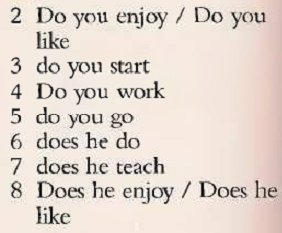 2 Do you enjoy / Do you
like
3 do you start
4 Do you work
5 do you go
6 does he do
7 does he teach
8 Does he enjoy / Does he
like